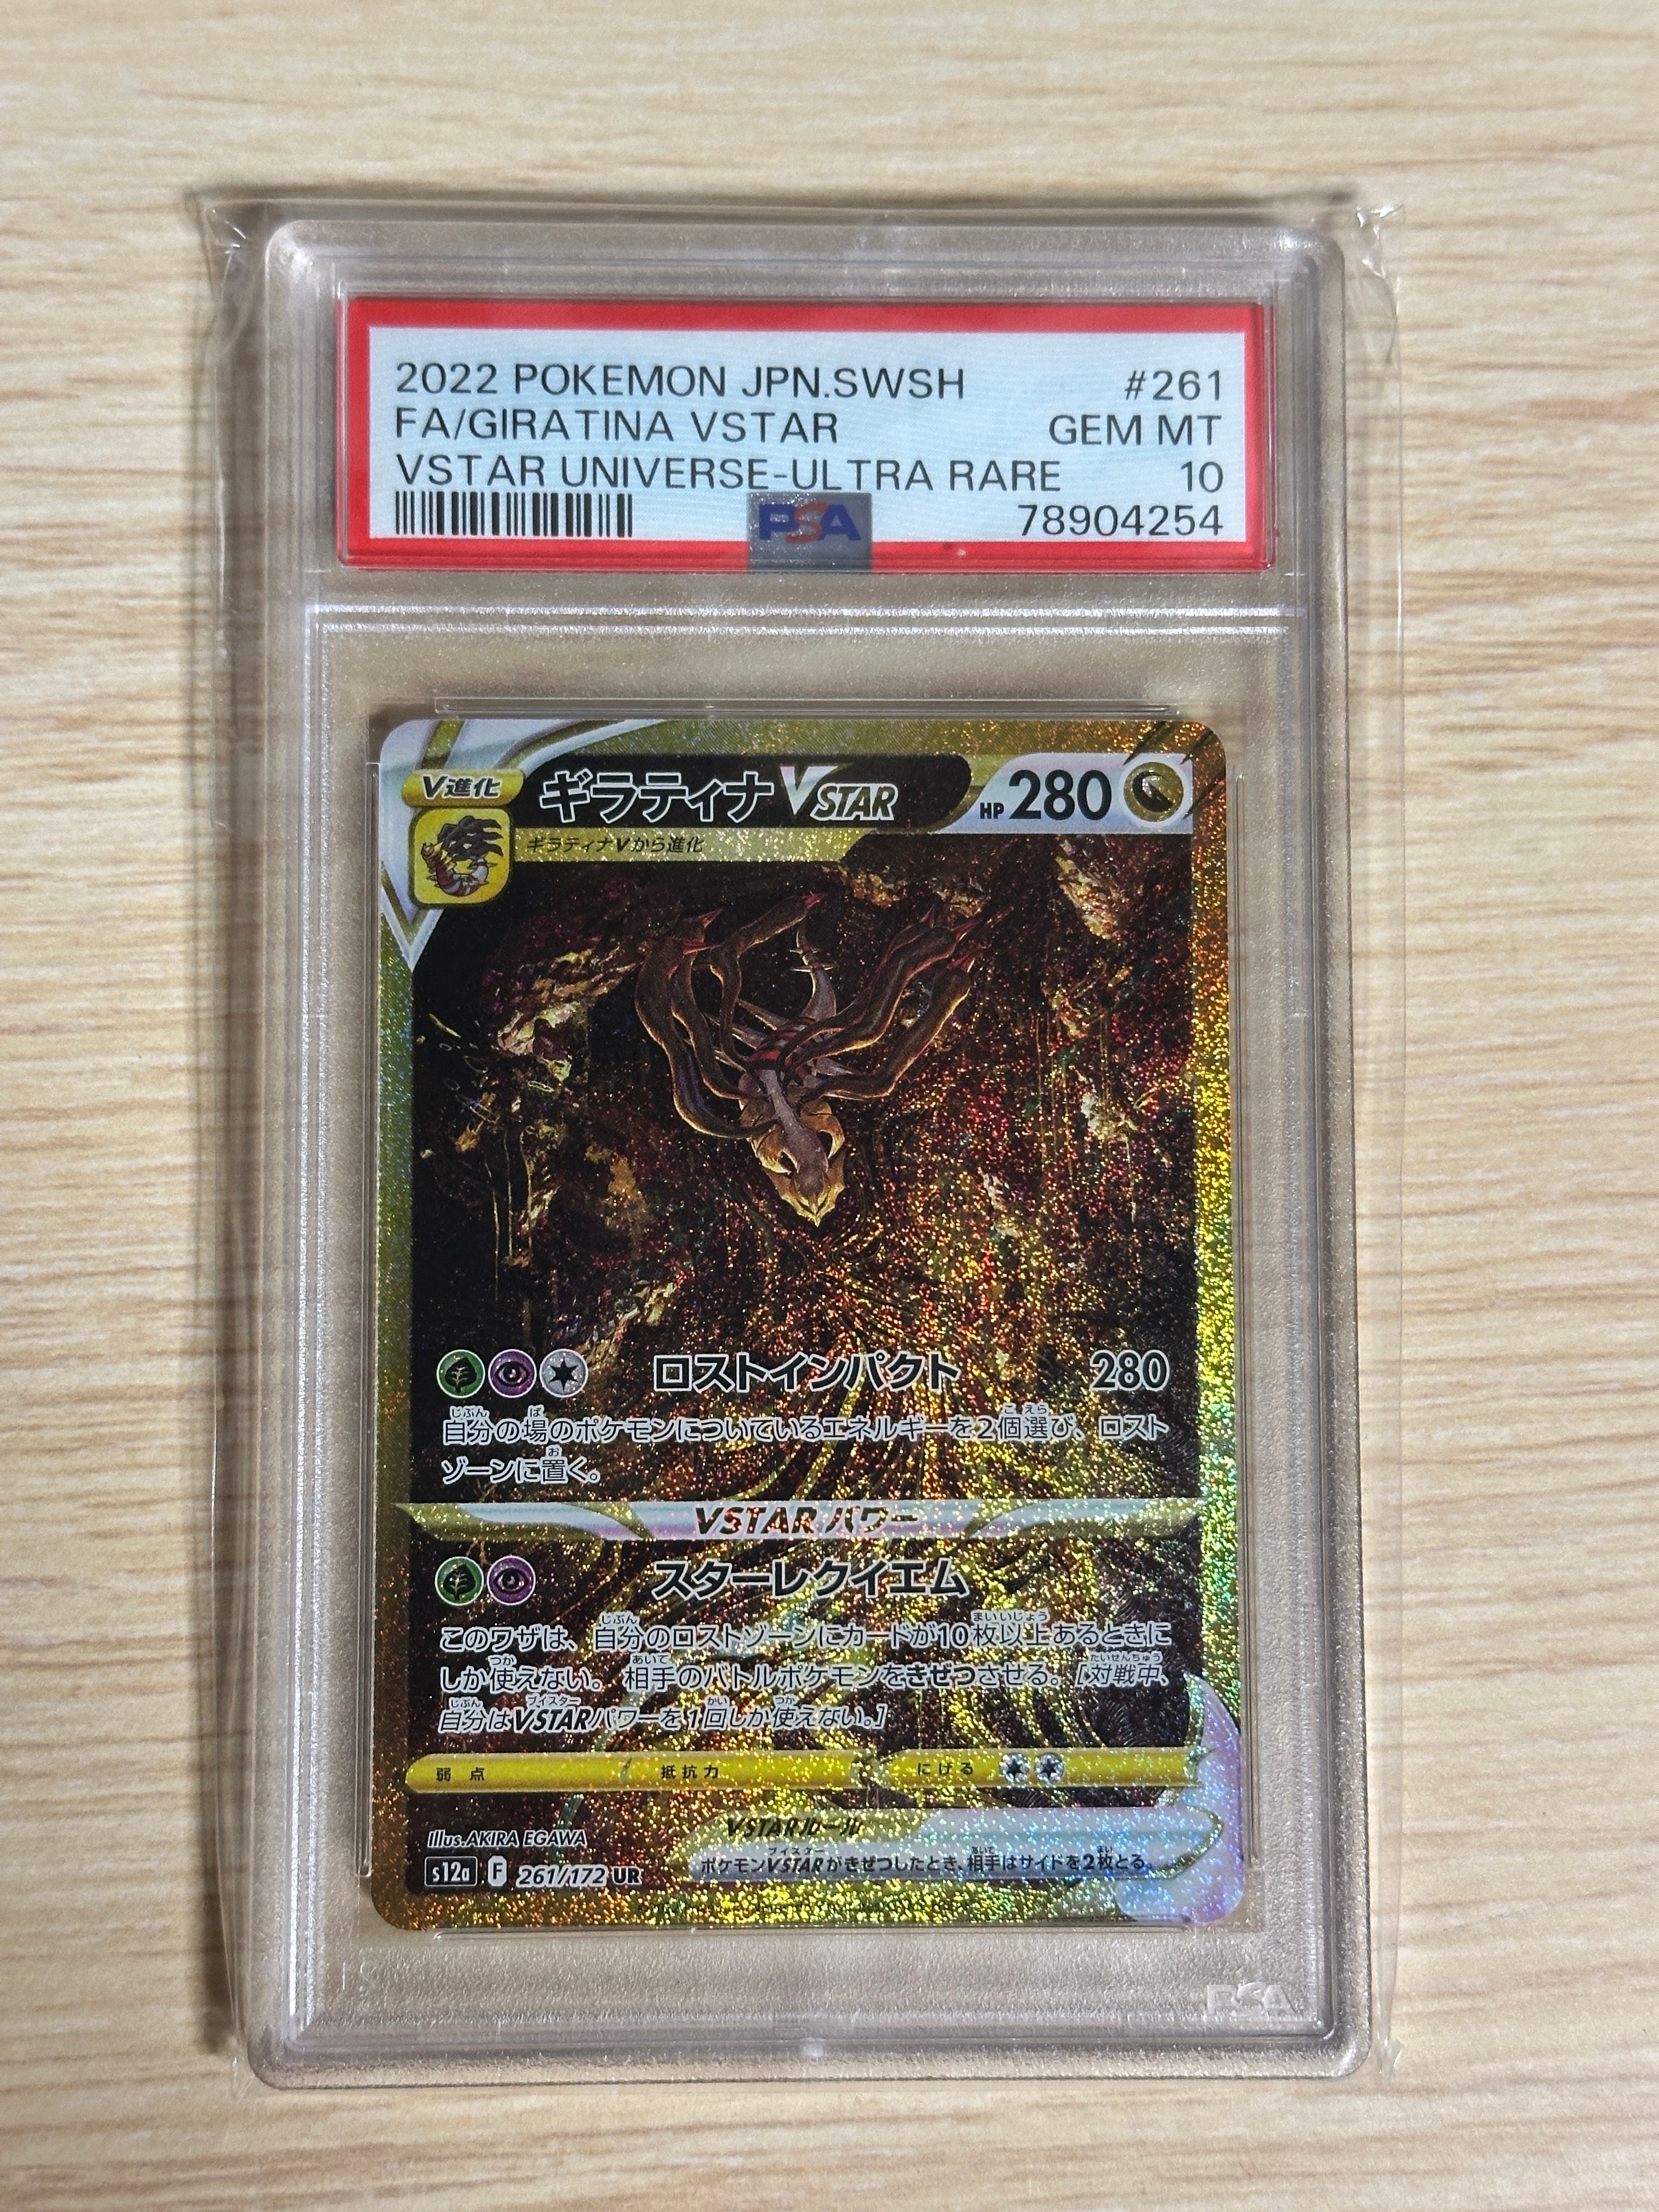 2022 POKEMON JPN.SWSH #261
FA/GIRATINA VSTAR GEM MT
VSTAR UNIVERSE-ULTRA RARE 10
PSA 78904254
V進化 ギラティナVSTAR HP 280
ギラティナVから進化
ロストインパクト 280
自分の場のポケモンについているエネルギーを2個選び、ロスト
ゾーンに置く。
VSTARパワー
スターレクイエム
このワザは、自分のロストゾーンにカードが10枚以上あるときに
しか使えない。相手のバトルポケモンをきぜつさせる。[対戦中、
自分はVSTARパワーを1回しか使えない。]
弱点 抵抗力 にげる
Illus.AKIRA EGAWA
VSTARルール
s12a F 261/172 UR
ポケモンVSTARがきぜつしたとき、相手はサイドを2枚とる。
PSA